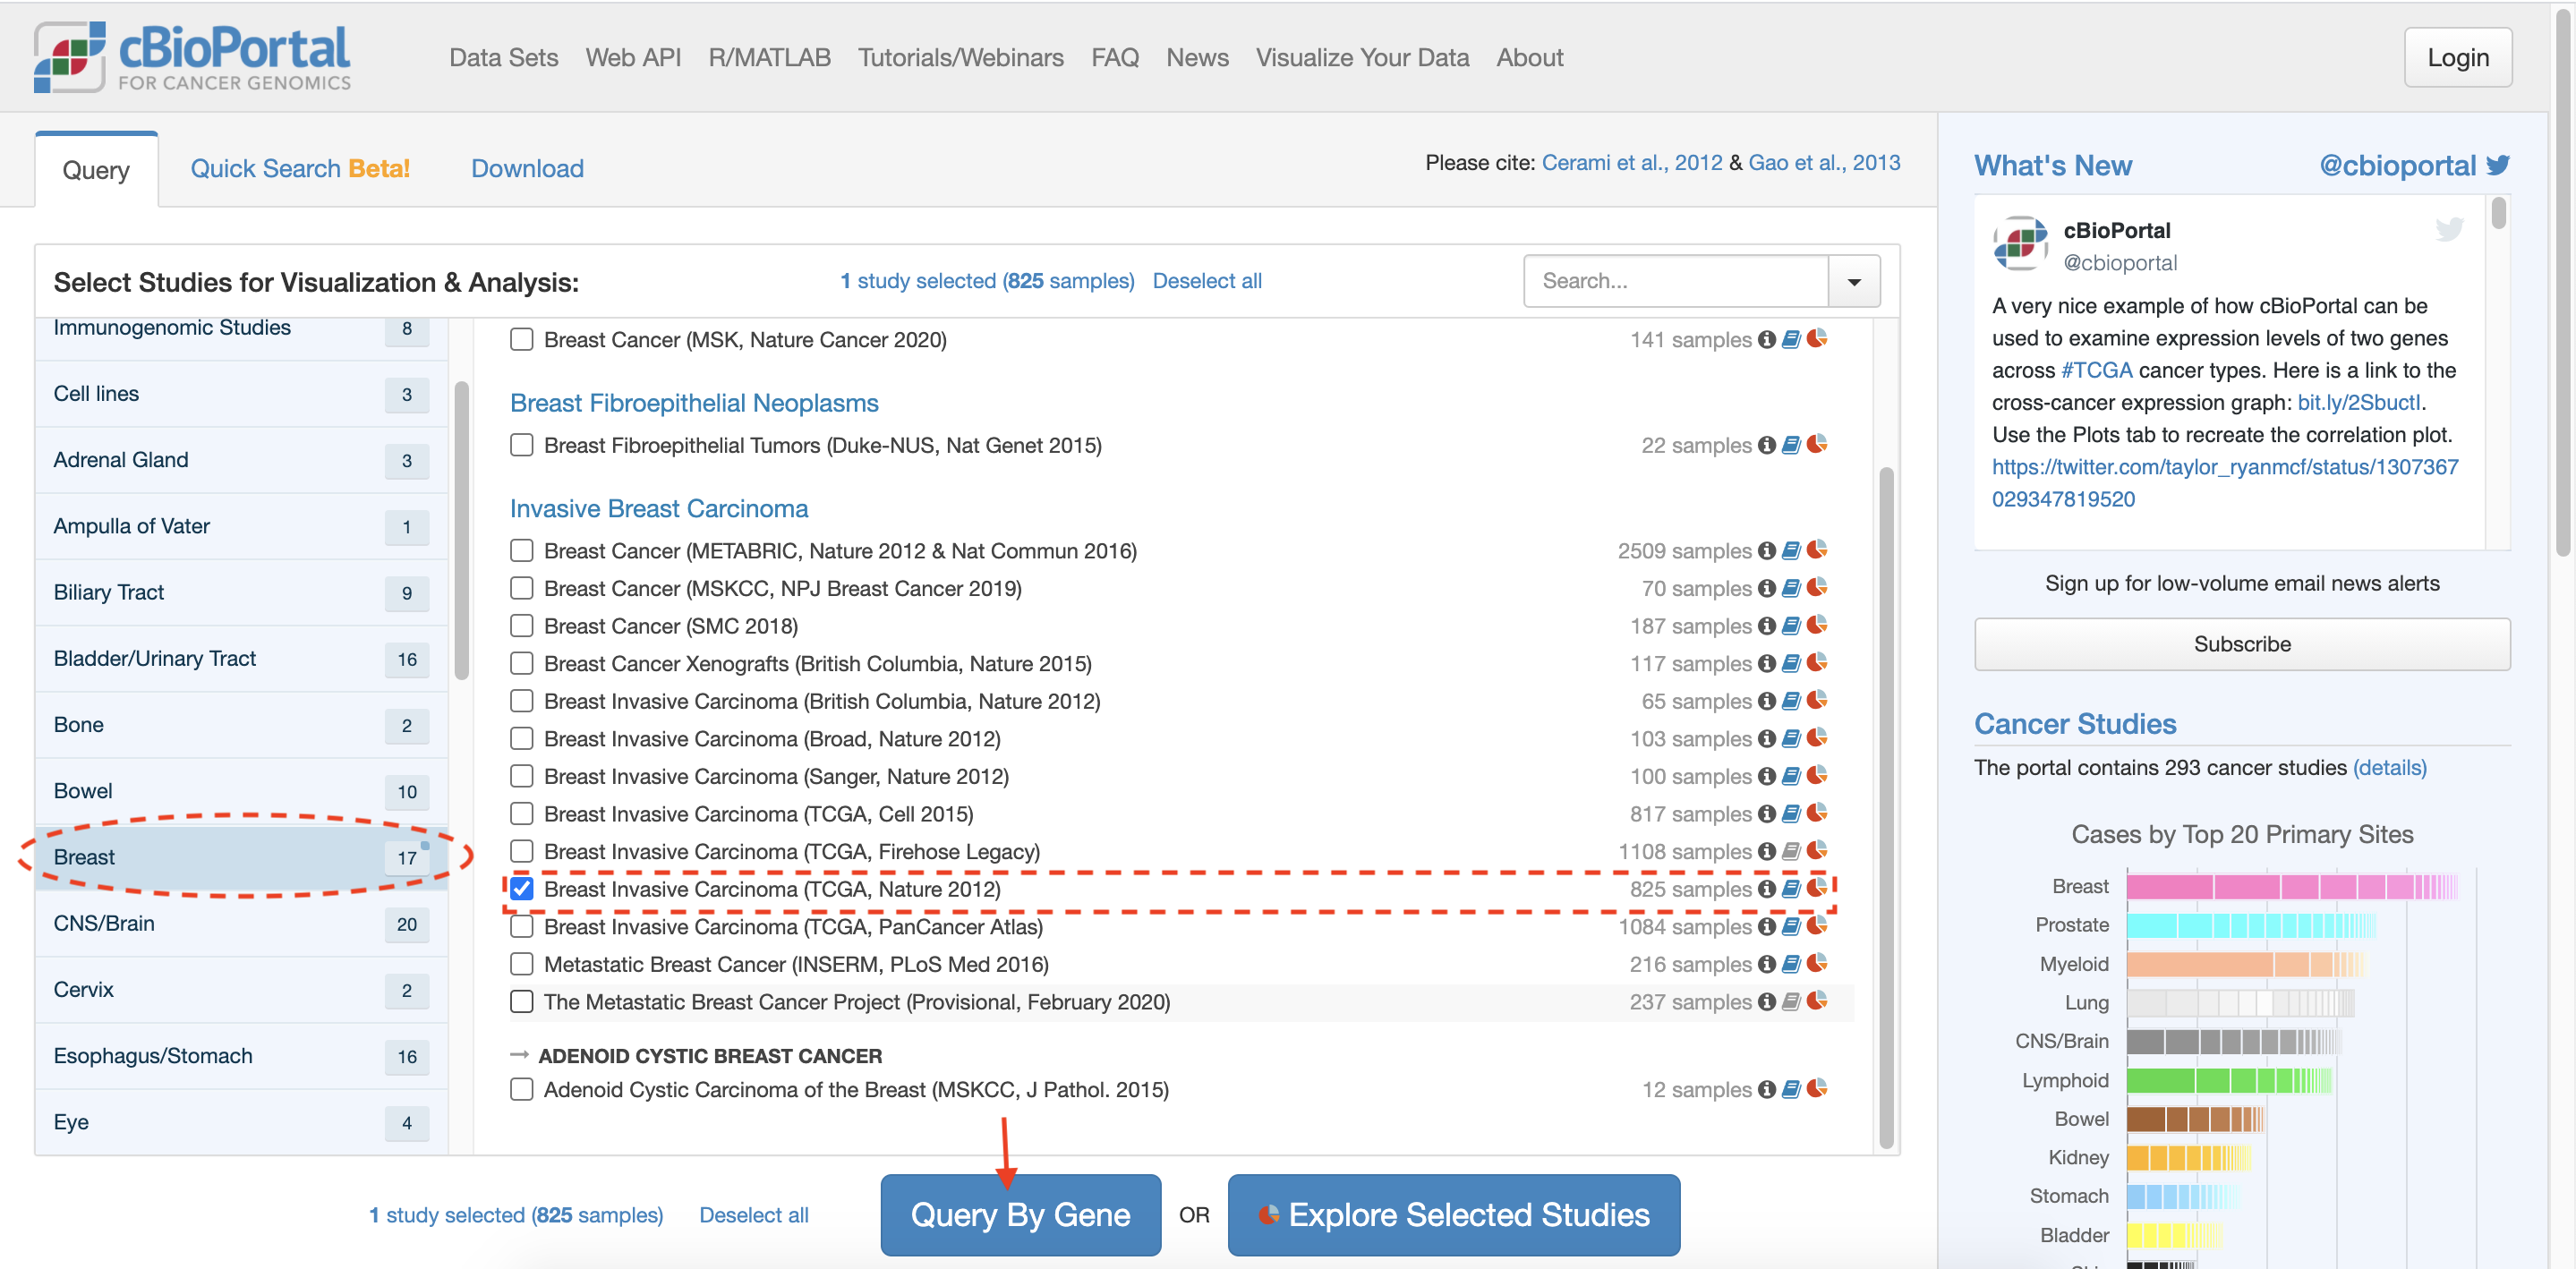 cBioPortal
FOR CANCER GENOMICS
Data Sets Web API R/MATLAB Tutorials/Webinars FAQ News Visualize Your Data About
Login
Query Quick Search Beta! Download
Please cite: Cerami et al., 2012 & Gao et al., 2013
Select Studies for Visualization & Analysis:
1 study selected (825 samples) Deselect all
Search...
Immunogenomic Studies 8
Cell lines 3
Adrenal Gland 3
Ampulla of Vater 1
Biliary Tract 9
Bladder/Urinary Tract 16
Bone 2
Bowel 10
Breast 17
CNS/Brain 20
Cervix 2
Esophagus/Stomach 16
Eye 4
Breast Cancer (MSK, Nature Cancer 2020) 141 samples
Breast Fibroepithelial Neoplasms
Breast Fibroepithelial Tumors (Duke-NUS, Nat Genet 2015) 22 samples
Invasive Breast Carcinoma
Breast Cancer (METABRIC, Nature 2012 & Nat Commun 2016) 2509 samples
Breast Cancer (MSKCC, NPJ Breast Cancer 2019) 70 samples
Breast Cancer (SMC 2018) 187 samples
Breast Cancer Xenografts (British Columbia, Nature 2015) 117 samples
Breast Invasive Carcinoma (British Columbia, Nature 2012) 65 samples
Breast Invasive Carcinoma (Broad, Nature 2012) 103 samples
Breast Invasive Carcinoma (Sanger, Nature 2012) 100 samples
Breast Invasive Carcinoma (TCGA, Cell 2015) 817 samples
Breast Invasive Carcinoma (TCGA, Firehose Legacy) 1108 samples
Breast Invasive Carcinoma (TCGA, Nature 2012) 825 samples
Breast Invasive Carcinoma (TCGA, PanCancer Atlas) 1084 samples
Metastatic Breast Cancer (INSERM, PLoS Med 2016) 216 samples
The Metastatic Breast Cancer Project (Provisional, February 2020) 237 samples
ADENOID CYSTIC BREAST CANCER
Adenoid Cystic Carcinoma of the Breast (MSKCC, J Pathol. 2015) 12 samples
1 study selected (825 samples) Deselect all
Query By Gene OR Explore Selected Studies
What's New @cbioportal
cBioPortal
@cbioportal
A very nice example of how cBioPortal can be
used to examine expression levels of two genes
across #TCGA cancer types. Here is a link to the
cross-cancer expression graph: bit.ly/2SbuctI.
Use the Plots tab to recreate the correlation plot.
https://twitter.com/taylor_ryanmcf/status/1307367
029347819520
Sign up for low-volume email news alerts
Subscribe
Cancer Studies
The portal contains 293 cancer studies (details)
Cases by Top 20 Primary Sites
Breast
Prostate
Myeloid
Lung
CNS/Brain
Lymphoid
Bowel
Kidney
Stomach
Bladder